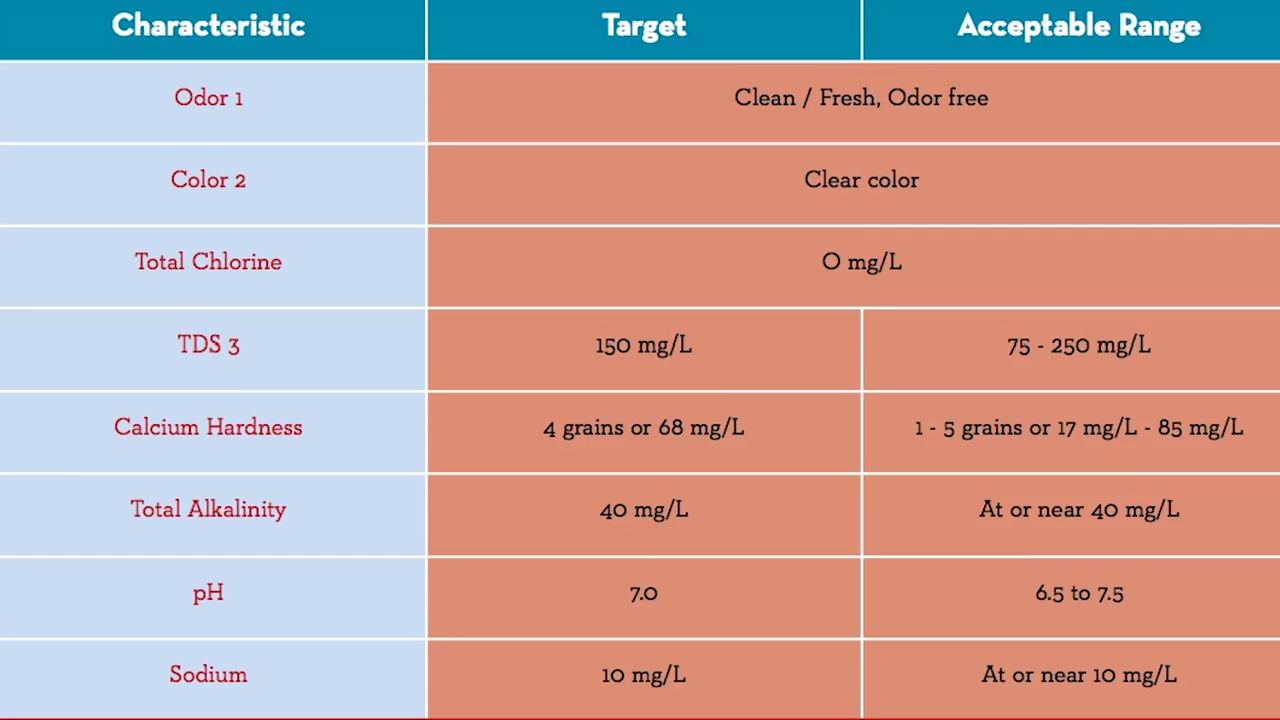 Characteristic Target Acceptable Range
Odor 1 Clean / Fresh, Odor free
Color 2 Clear color
Total Chlorine 0 mg/L
TDS 3 150 mg/L 75 - 250 mg/L
Calcium Hardness 4 grains or 68 mg/L 1 - 5 grains or 17 mg/L - 85 mg/L
Total Alkalinity 40 mg/L At or near 40 mg/L
pH 7.0 6.5 to 7.5
Sodium 10 mg/L At or near 10 mg/L